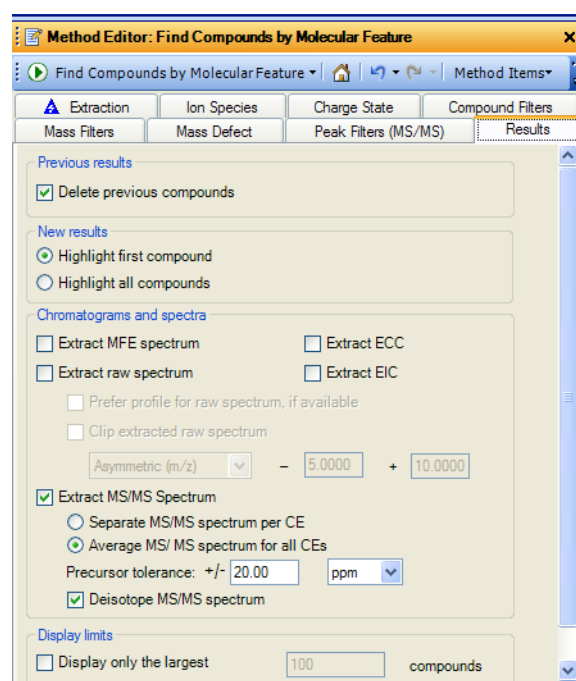 Method Editor: Find Compounds by Molecular Feature
Find Compounds by Molecular Feature Method Items
Extraction Ion Species Charge State Compound Filters
Mass Filters Mass Defect Peak Filters (MS/MS) Results
Previous results
Delete previous compounds
New results
Highlight first compound
Highlight all compounds
Chromatograms and spectra
Extract MFE spectrum Extract ECC
Extract raw spectrum Extract EIC
Prefer profile for raw spectrum, if available
Clip extracted raw spectrum
Asymmetric (m/z) - 5.0000 + 10.0000
Extract MS/MS Spectrum
Separate MS/MS spectrum per CE
Average MS/ MS spectrum for all CEs
Precursor tolerance: +/- 20.00 ppm
Deisotope MS/MS spectrum
Display limits
Display only the largest 100 compounds